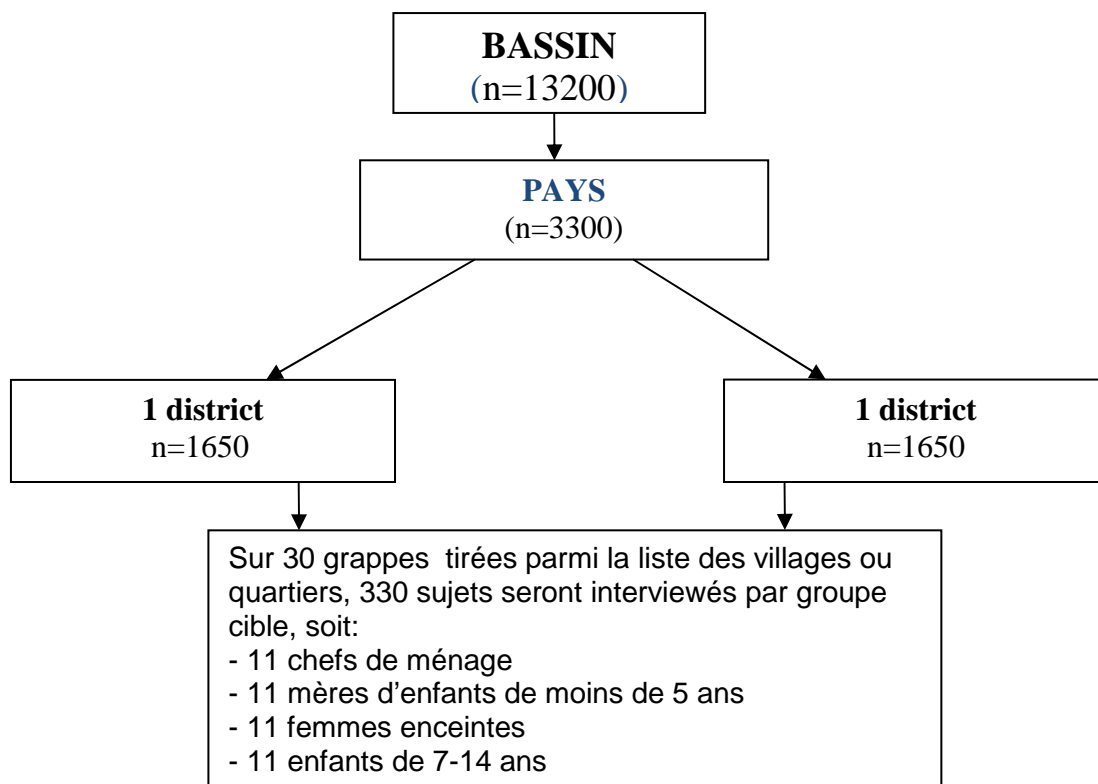 BASSIN
(n=13200)
PAYS
(n=3300)
1 district
n=1650
1 district
n=1650
Sur 30 grappes tirées parmi la liste des villages ou
quartiers, 330 sujets seront interviewés par groupe
cible, soit:
- 11 chefs de ménage
- 11 mères d’enfants de moins de 5 ans
- 11 femmes enceintes
- 11 enfants de 7-14 ans